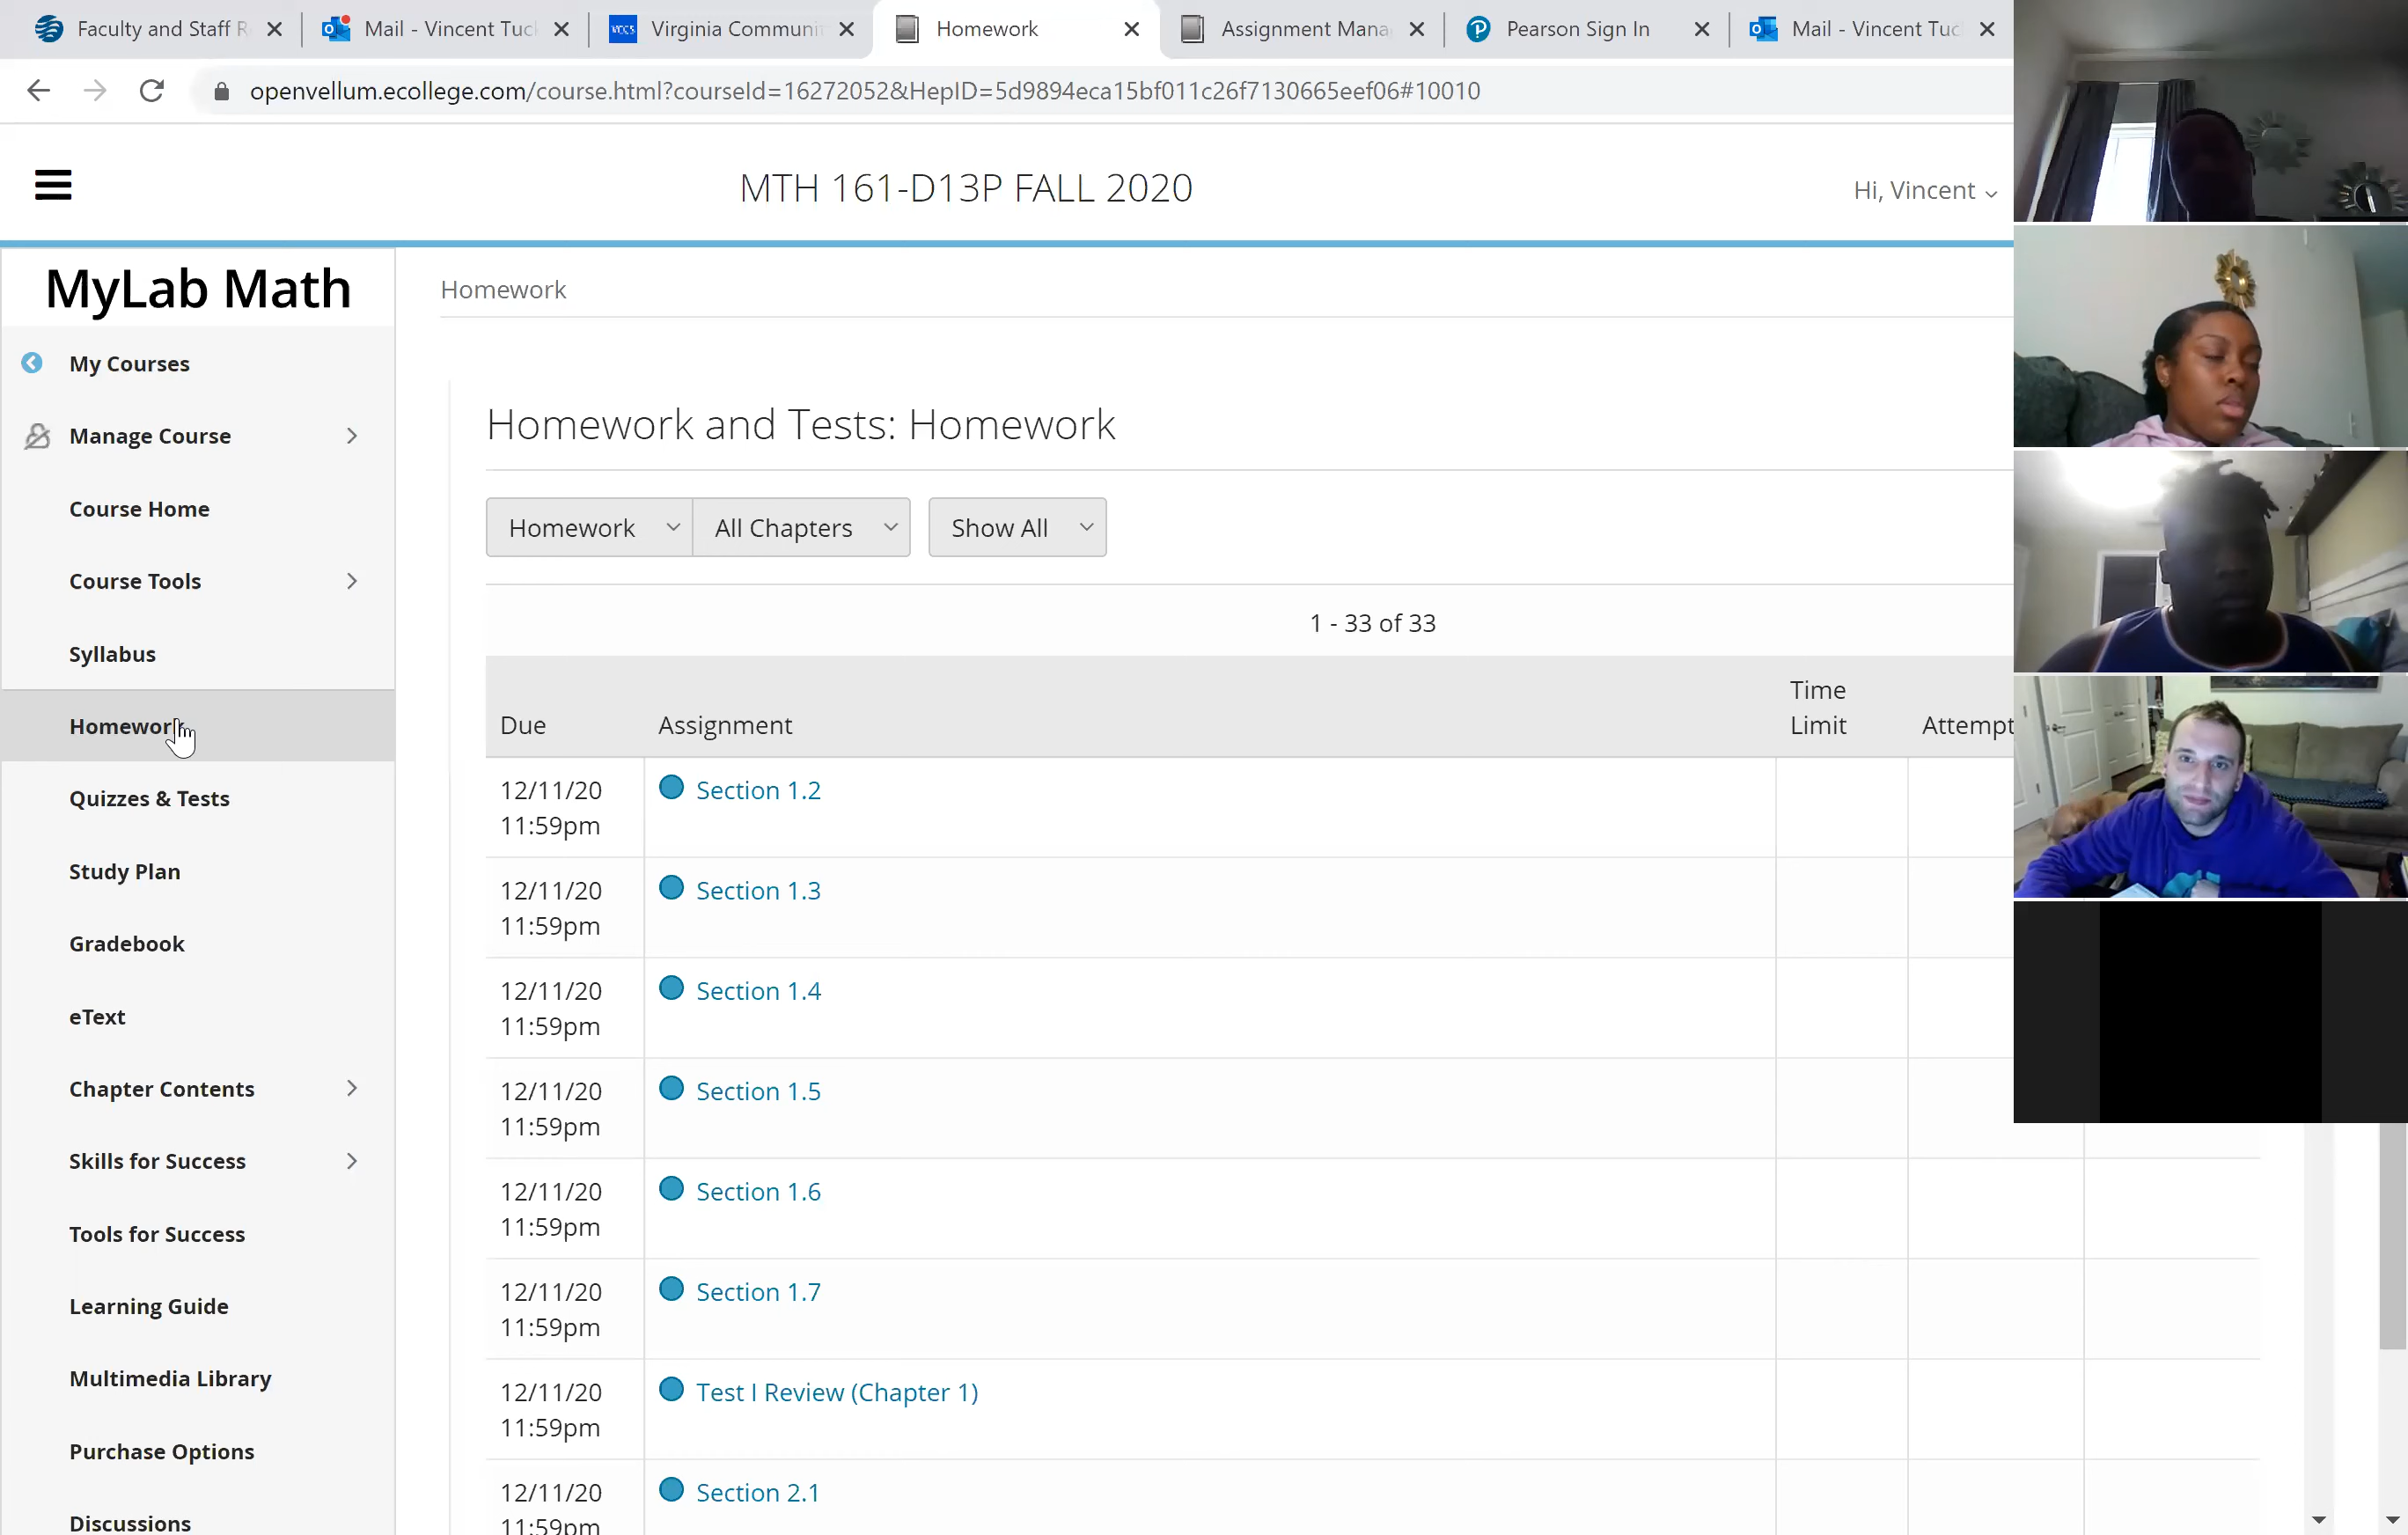 Faculty and Staff R
Mail - Vincent Tuc
VCCS
Virginia Communi
Homework
Assignment Mana
Pearson Sign In
Mail - Vincent Tuc
openvellum.ecollege.com/course.html?courseId=16272052&HepID=5d9894eca15bf011c26f7130665eef06#10010
MTH 161-D13P FALL 2020
Hi, Vincent
MyLab Math
My Courses
Manage Course
Course Home
Course Tools
Syllabus
Homework
Quizzes & Tests
Study Plan
Gradebook
eText
Chapter Contents
Skills for Success
Tools for Success
Learning Guide
Multimedia Library
Purchase Options
Discussions
Homework
Homework and Tests: Homework
Homework All Chapters Show All
1 - 33 of 33
Due Assignment Time Limit Attempt
12/11/20 Section 1.2
11:59pm
12/11/20 Section 1.3
11:59pm
12/11/20 Section 1.4
11:59pm
12/11/20 Section 1.5
11:59pm
12/11/20 Section 1.6
11:59pm
12/11/20 Section 1.7
11:59pm
12/11/20 Test I Review (Chapter 1)
11:59pm
12/11/20 Section 2.1
11:59pm